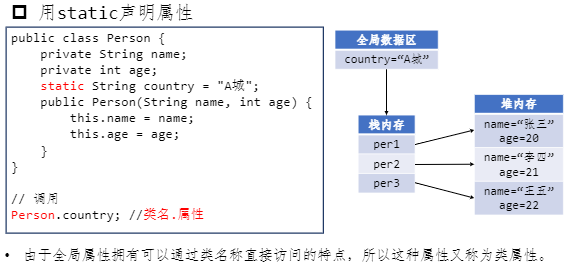 用static声明属性
public class Person {
private String name;
private int age;
static String country = "A城";
public Person(String name, int age) {
this.name = name;
this.age = age;
}
}
// 调用
Person.country; //类名.属性
全局数据区
country=“A城”
栈内存
per1
per2
per3
堆内存
name=“张三”
age=20
name=“李四”
age=21
name=“王五”
age=22
• 由于全局属性拥有可以通过类名称直接访问的特点，所以这种属性又称为类属性。